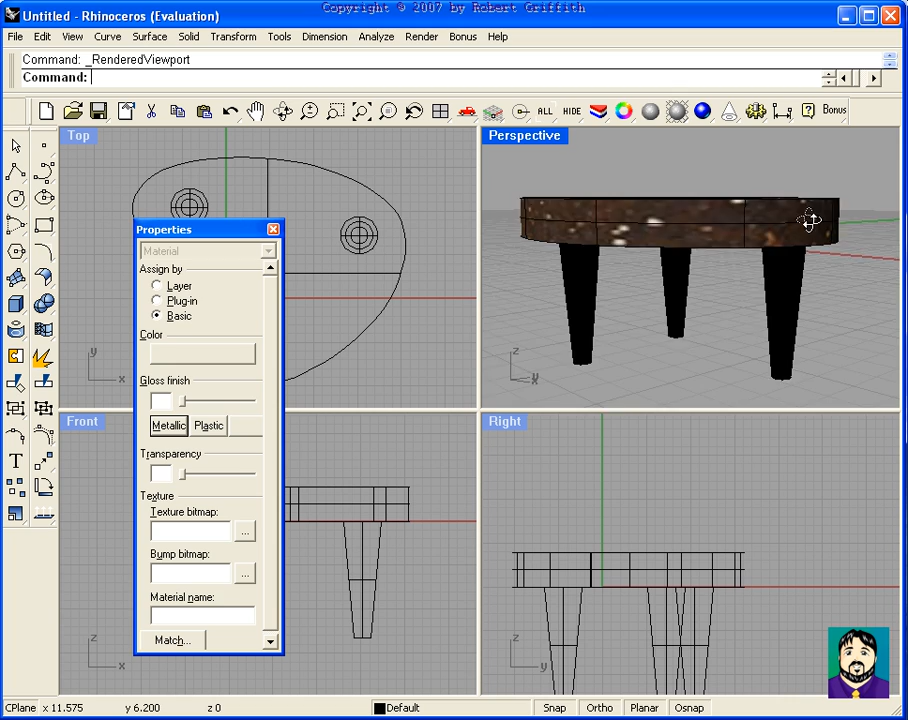 Copyright © 2007 by Robert Griffith
Untitled - Rhinoceros (Evaluation)
File Edit View Curve Surface Solid Transform Tools Dimension Analyze Render Bonus Help
Command: _RenderedViewport
Command:
ALL HIDE Bonus
Top
Perspective
Properties
Material
Assign by
Layer
Plug-in
Basic
Color
Gloss finish
Metallic Plastic
Transparency
Texture
Texture bitmap:
...
Bump bitmap:
...
Material name:
Match...
y
x
z
x
y
Front
z
x
Right
z
y
T
CPlane x 11.575 y 6.200 z 0 Default Snap Ortho Planar Osnap